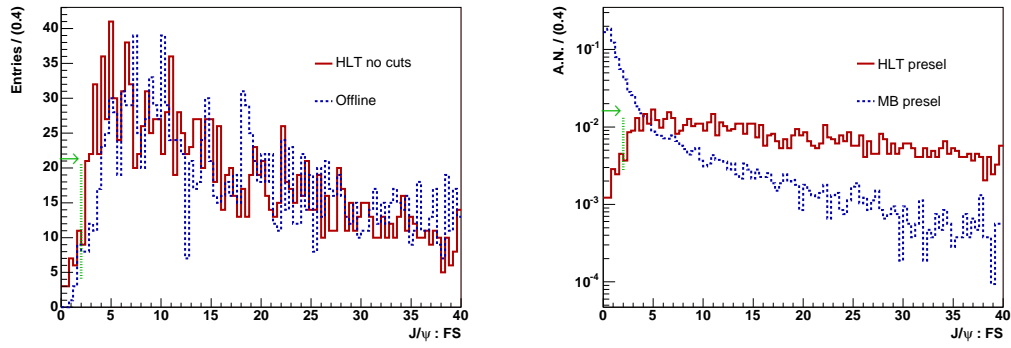 Entries / (0.4)
40
35
30
25
20
15
10
5
0
HLT no cuts
Offline
0 5 10 15 20 25 30 35 40
J/ψ : FS
A.N. / (0.4)
10⁻¹
10⁻²
10⁻³
10⁻⁴
HLT presel
MB presel
0 5 10 15 20 25 30 35 40
J/ψ : FS